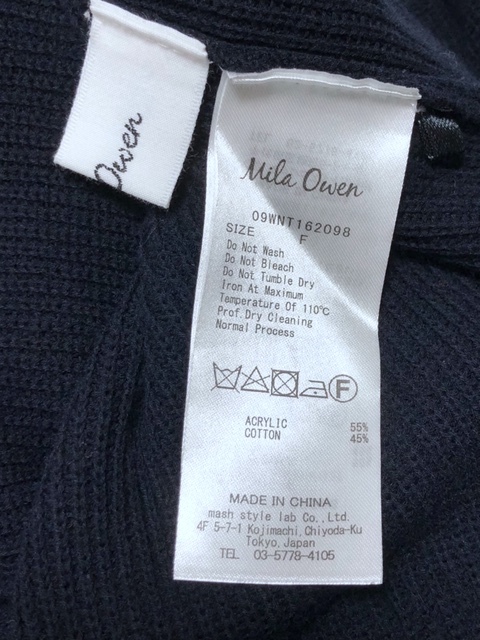 Owen
Mila Owen
09WNT162098
SIZE F
Do Not Wash
Do Not Bleach
Do Not Tumble Dry
Iron At Maximum
Temperature Of 110℃
Prof.Dry Cleaning
Normal Process
F
ACRYLIC 55%
COTTON 45%
MADE IN CHINA
mash style lab Co.,Ltd.
4F 5-7-1 Kojimachi,Chiyoda-Ku
Tokyo,Japan
TEL 03-5778-4105